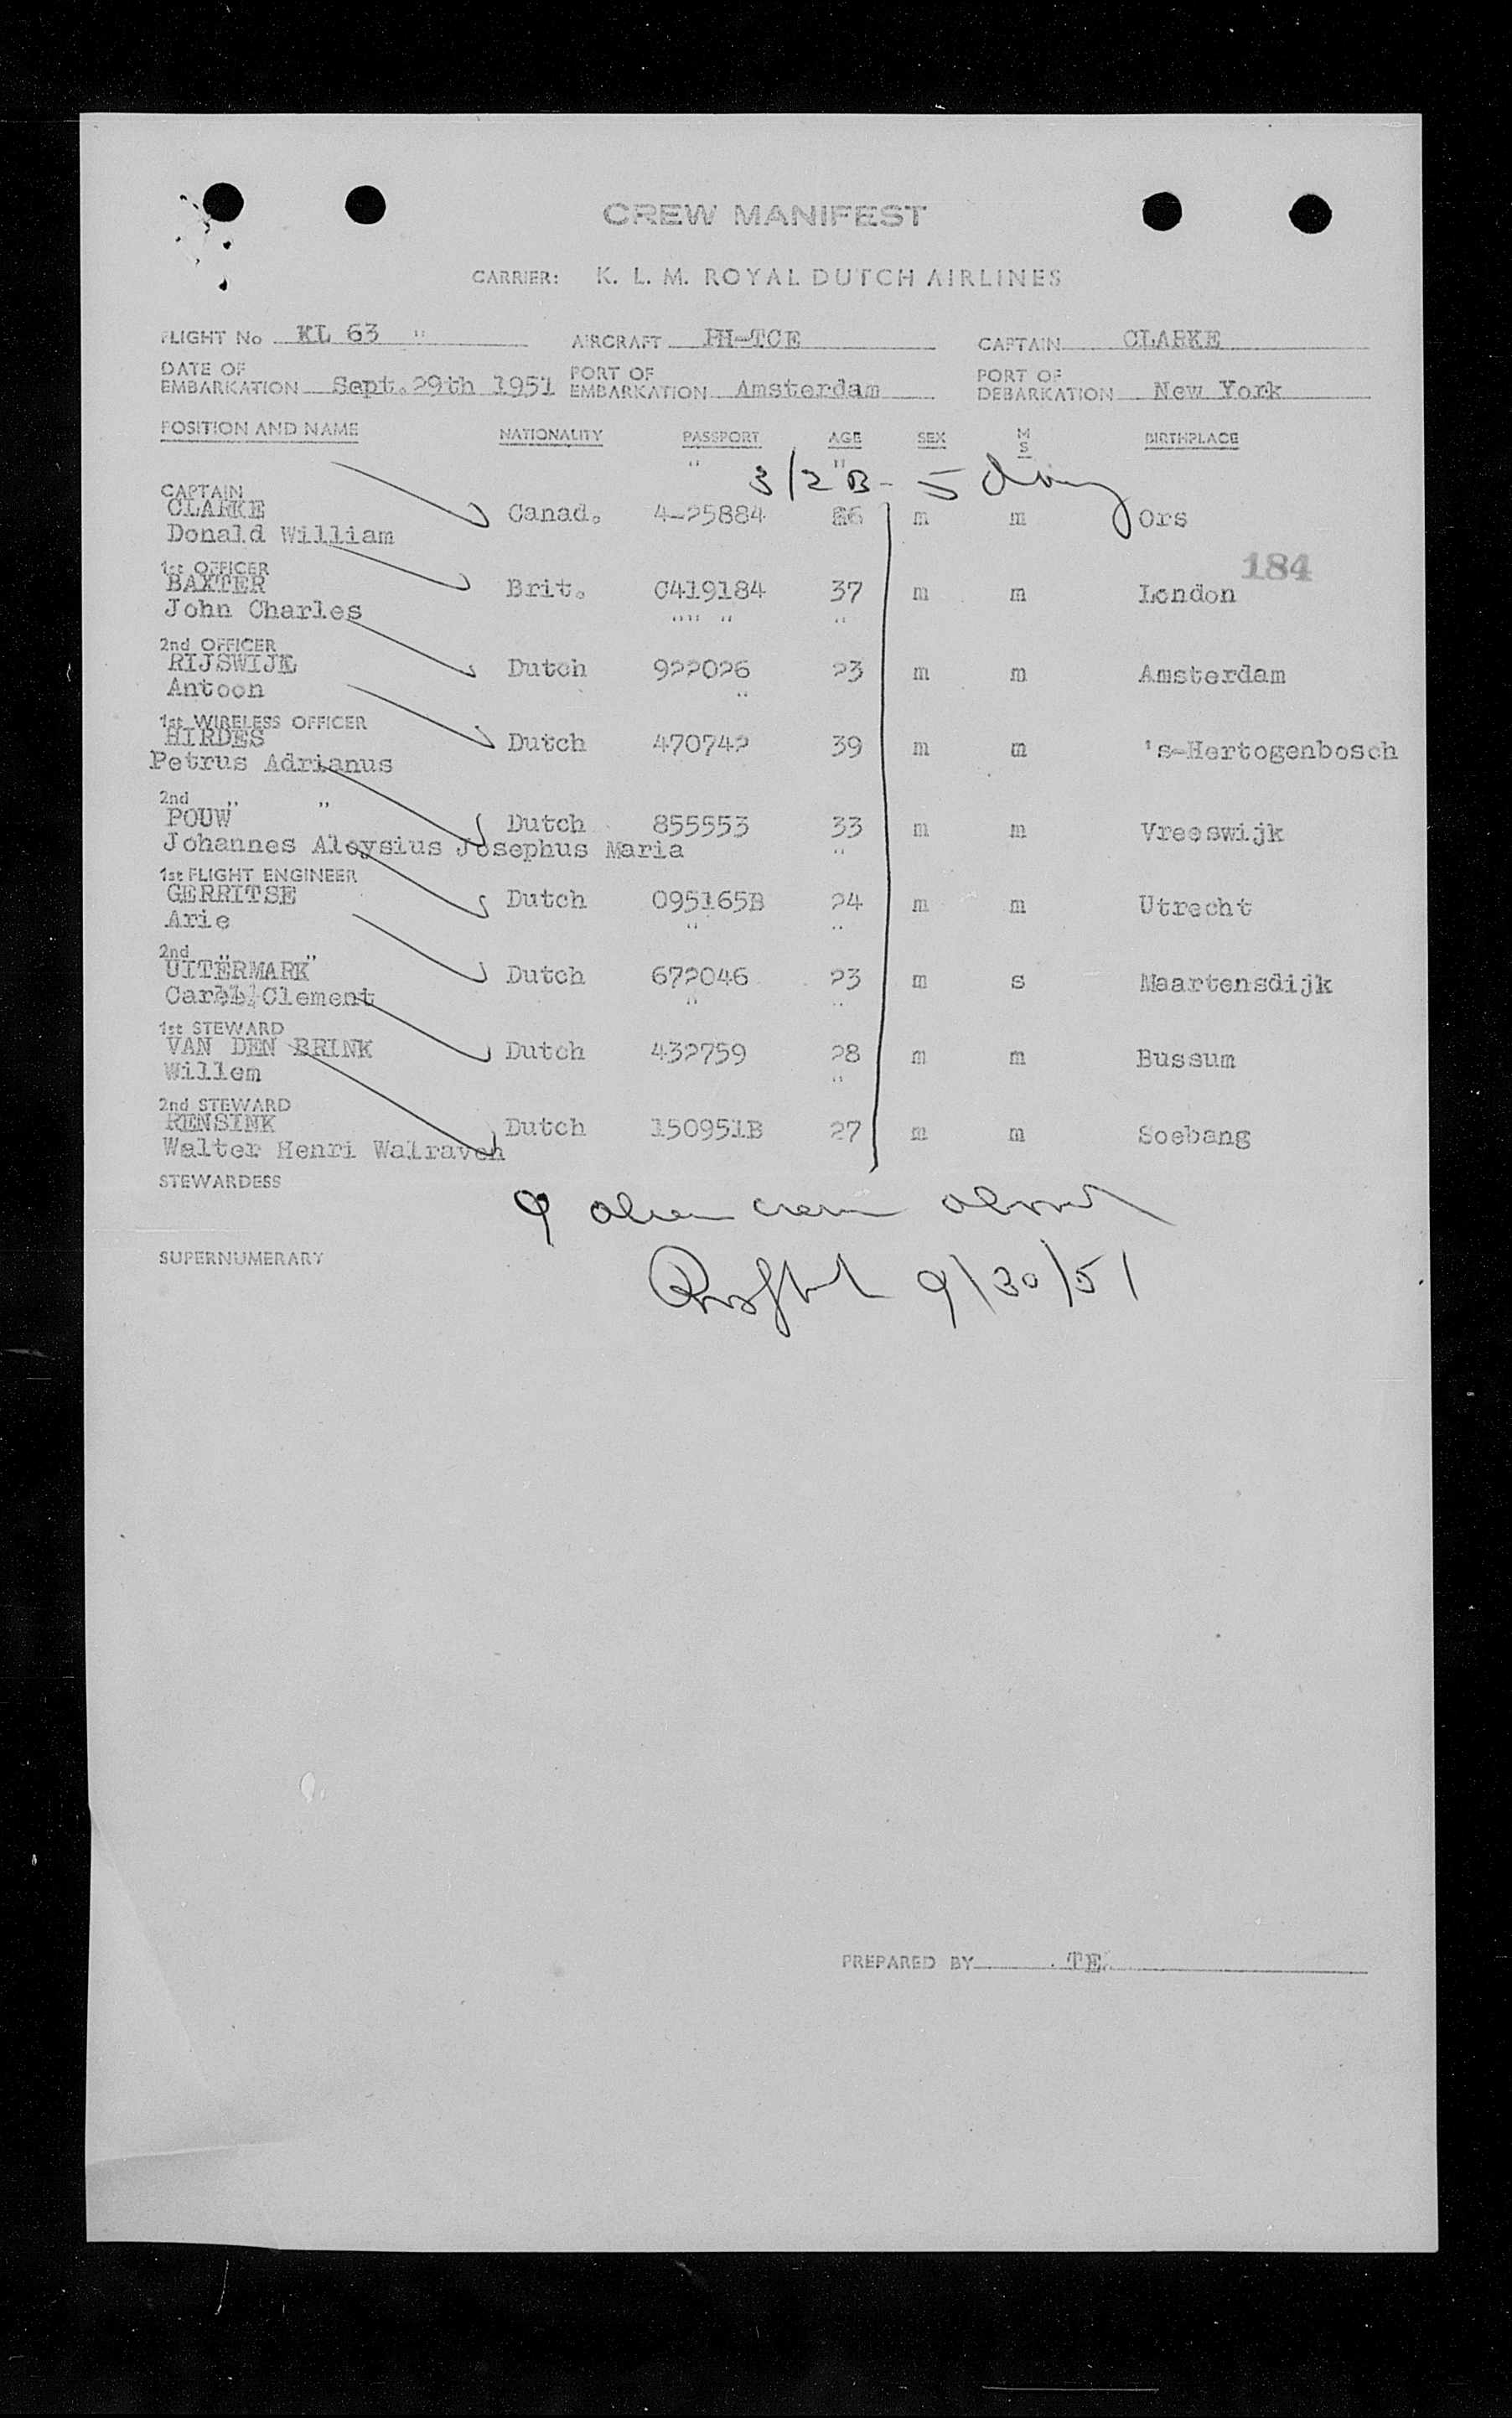 CREW MANIFEST
CARRIER: K. L. M. ROYAL DUTCH AIRLINES
FLIGHT No KL 63 " AIRCRAFT PH-TCE CAPTAIN CLARKE
DATE OF EMBARKATION Sept.29th 1951 PORT OF EMBARKATION Amsterdam PORT OF DEBARKATION New York
POSITION AND NAME NATIONALITY PASSPORT AGE SEX M S BIRTHPLACE
3/2 B - 5
CAPTAIN
CLARKE Canad. 4-25884 m m Ors
Donald William
184
1st OFFICER
BAXTER Brit. C419184 37 m m London
John Charles
2nd OFFICER
RIJSWIJK Dutch 922026 23 m m Amsterdam
Antoon
1st WIRELESS OFFICER
HIRDES Dutch 470742 39 m m 's-Hertogenbosch
Petrus Adrianus
2nd " "
POUW Dutch 855553 33 m m Vreeswijk
Johannes Aloysius Josephus Maria
1st FLIGHT ENGINEER
GERRITSE Dutch 095165B 24 m m Utrecht
Arie
2nd " "
UITERMARK Dutch 672046 23 m s Maartensdijk
Clement
1st STEWARD
VAN DEN BRINK Dutch 432759 28 m m Bussum
Willem
2nd STEWARD
RENSINK Dutch 150951B 27 m m Soebang
Walter Henri Walraven
STEWARDESS
9 alien crew
SUPERNUMERARY
9/30/51
PREPARED BY TE.